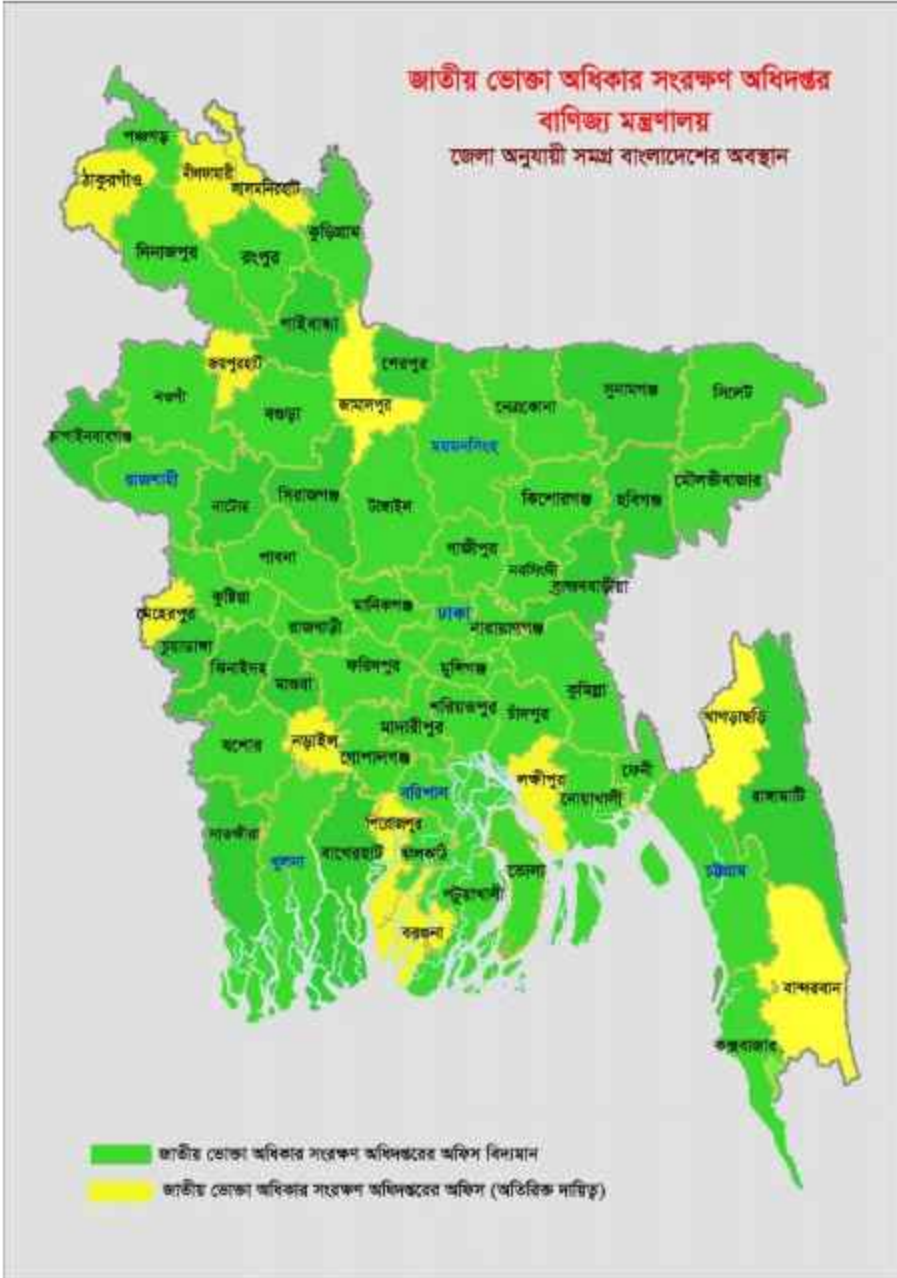 জাতীয় ভোক্তা অধিকার সংরক্ষণ অধিদপ্তর
বাণিজ্য মন্ত্রণালয়
জেলা অনুযায়ী সমগ্র বাংলাদেশের অবস্থান
পঞ্চগড়
ঠাকুরগাঁও
নীলফামারী
লালমনিরহাট
কুড়িগ্রাম
দিনাজপুর
রংপুর
গাইবান্ধা
জয়পুরহাট
শেরপুর
নওগাঁ
বগুড়া
জামালপুর
নেত্রকোনা
সুনামগঞ্জ
সিলেট
চাপাইনবাবগঞ্জ
ময়মনসিংহ
রাজশাহী
নাটোর
সিরাজগঞ্জ
টাঙ্গাইল
কিশোরগঞ্জ
হবিগঞ্জ
মৌলভীবাজার
পাবনা
গাজীপুর
নরসিংদী
ব্রাহ্মনবাড়ীয়া
মেহেরপুর
কুষ্টিয়া
মানিকগঞ্জ
ঢাকা
রাজবাড়ী
নারায়ণগঞ্জ
চুয়াডাঙ্গা
ঝিনাইদহ
মাগুরা
ফরিদপুর
মুন্সিগঞ্জ
কুমিল্লা
শরিয়তপুর
চাঁদপুর
যশোর
নড়াইল
মাদারীপুর
গোপালগঞ্জ
খাগড়াছড়ি
লক্ষীপুর
ফেনী
নোয়াখালী
রাঙ্গামাটি
বরিশাল
পিরোজপুর
সাতক্ষীরা
খুলনা
বাগেরহাট
ঝালকাঠি
ভোলা
চট্টগ্রাম
পটুয়াখালী
বরগুনা
বান্দরবান
কক্সবাজার
জাতীয় ভোক্তা অধিকার সংরক্ষণ অধিদপ্তরের অফিস বিদ্যমান
জাতীয় ভোক্তা অধিকার সংরক্ষণ অধিদপ্তরের অফিস (অতিরিক্ত দায়িত্ব)